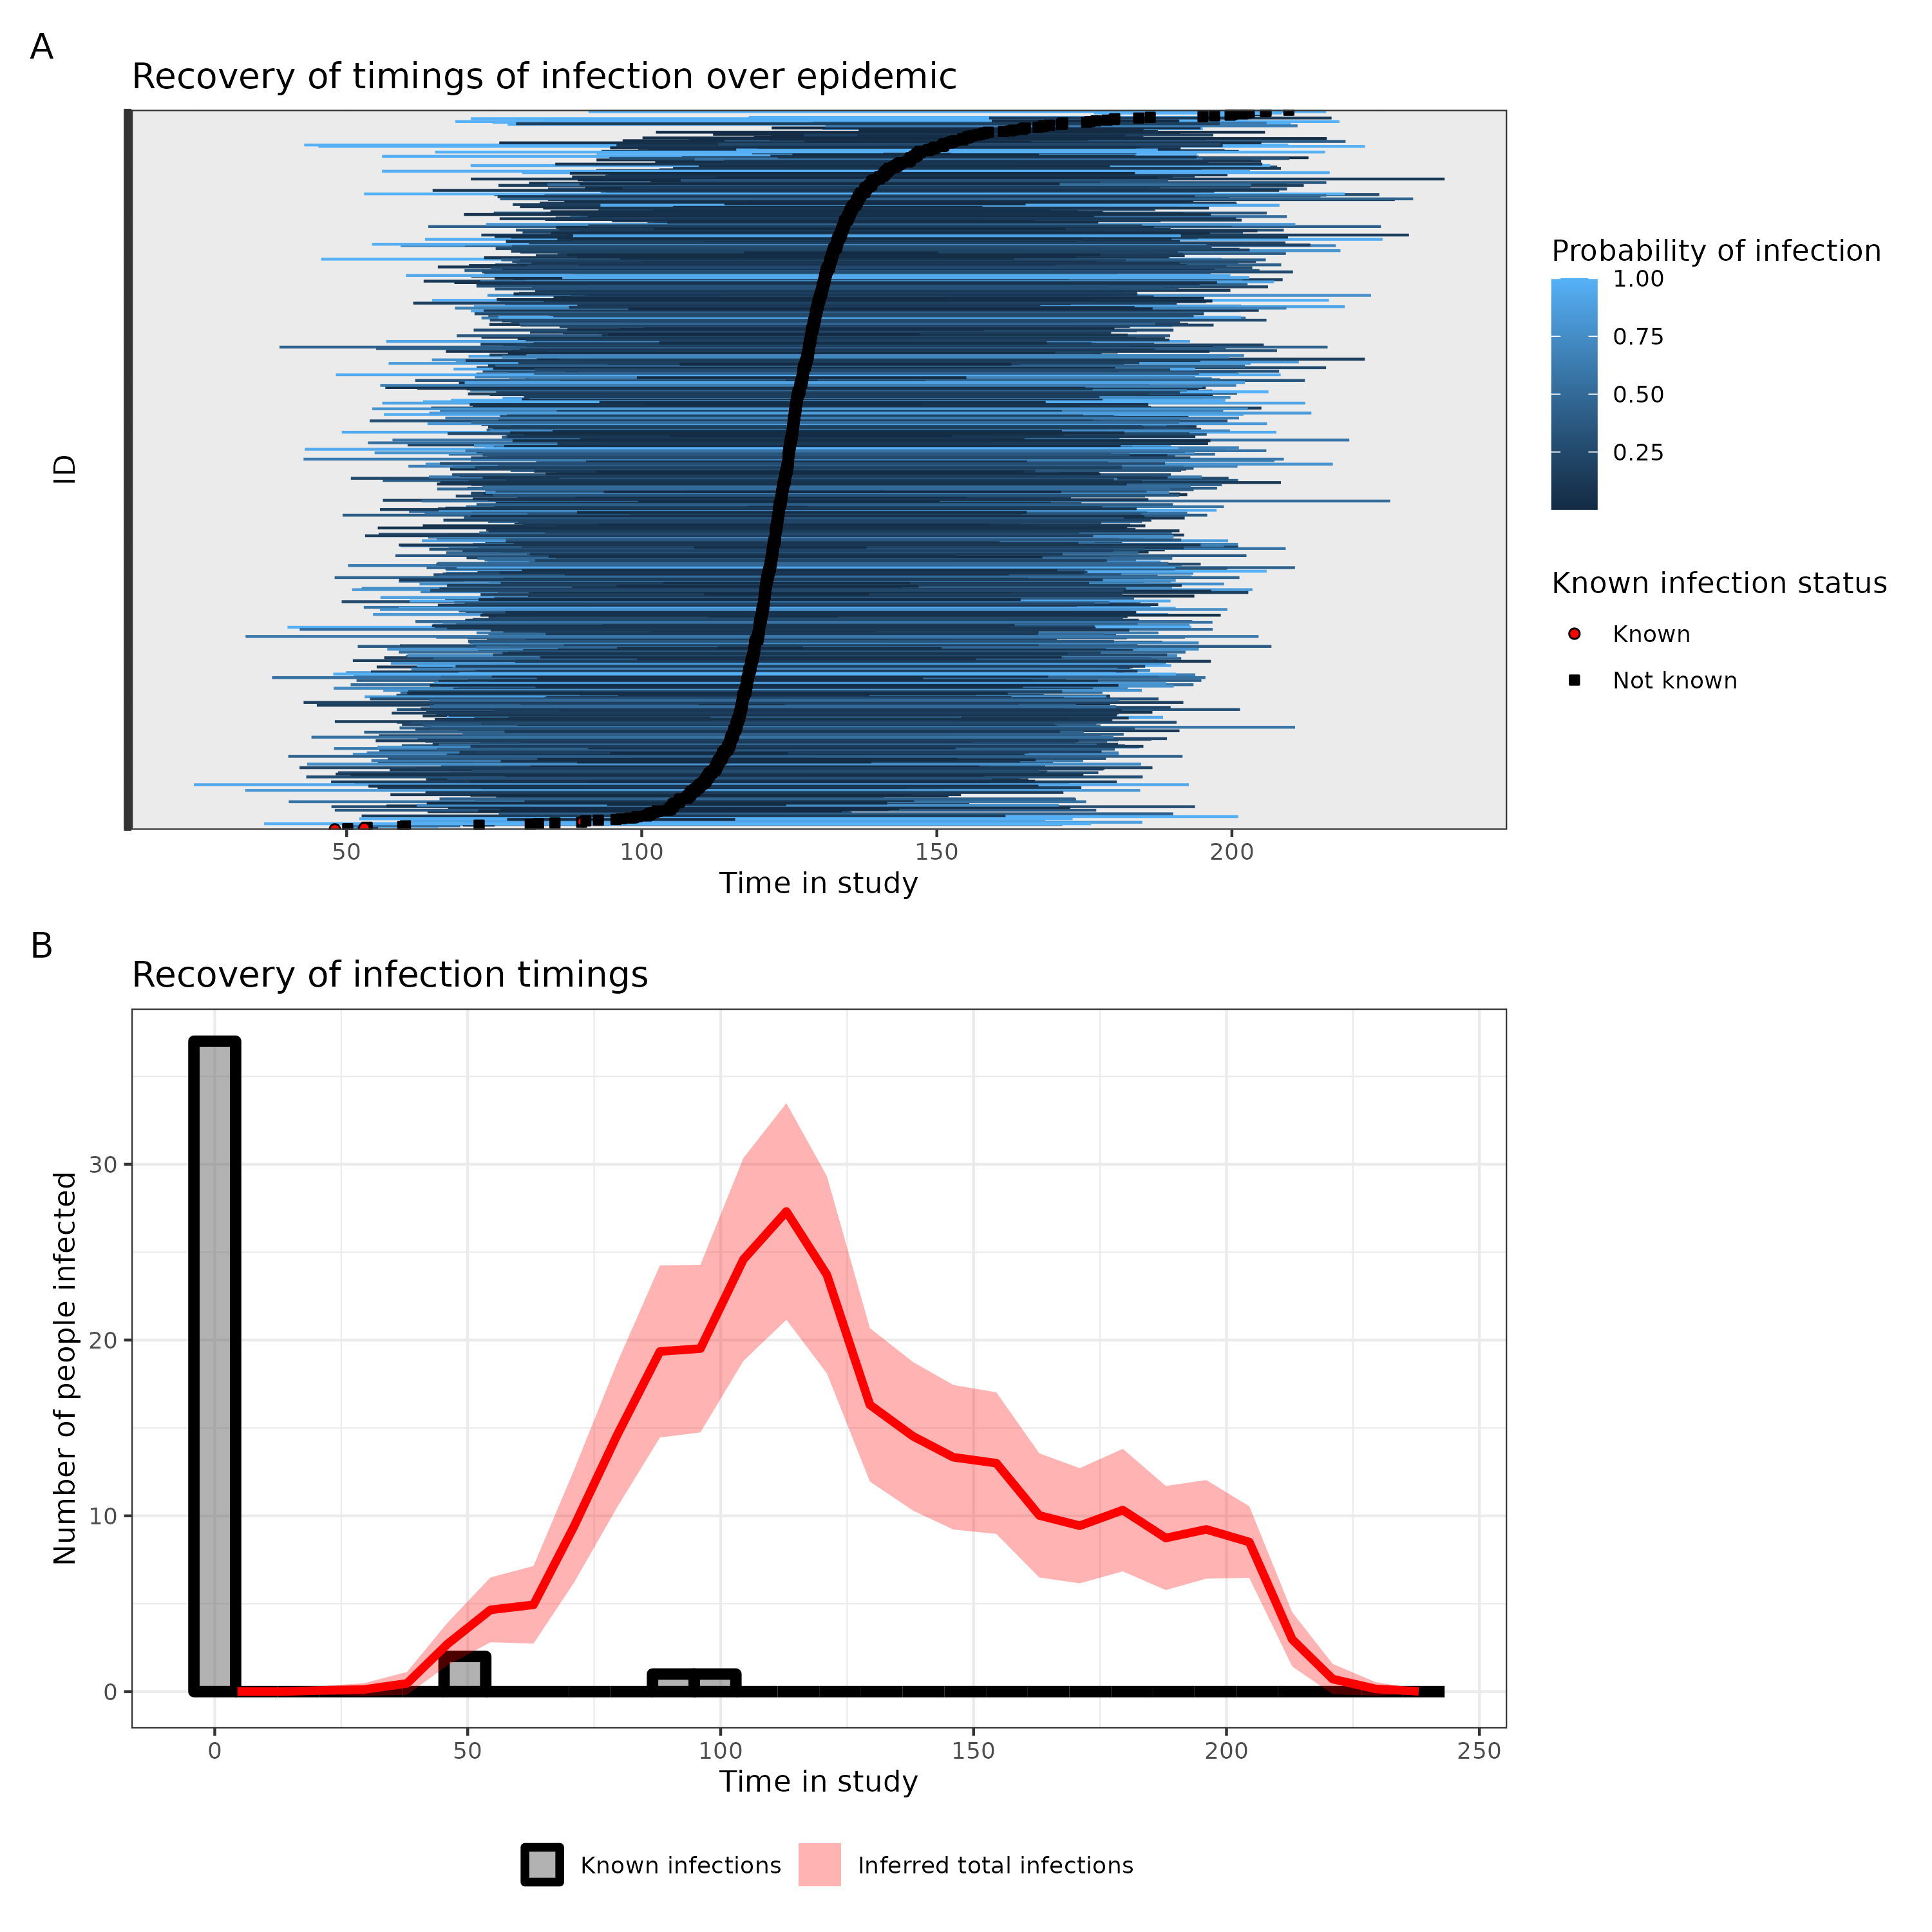 A
Recovery of timings of infection over epidemic
ID
50 100 150 200
Time in study
Probability of infection
1.00
0.75
0.50
0.25
Known infection status
Known
Not known
B
Recovery of infection timings
Number of people infected
30
20
10
0
0 50 100 150 200 250
Time in study
Known infections Inferred total infections